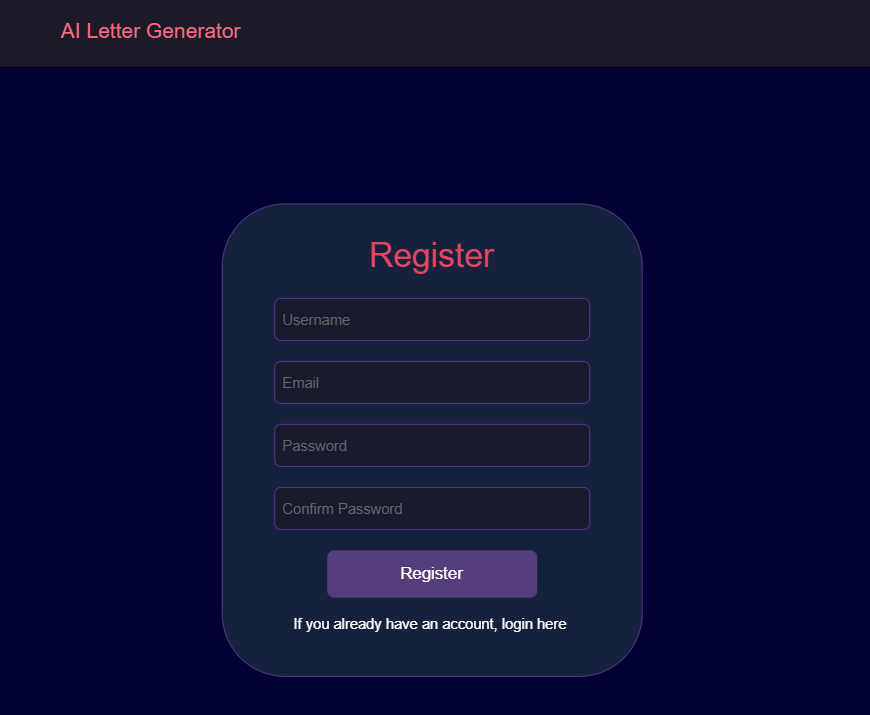 AI Letter Generator
Register
Username
Email
Password
Confirm Password
Register
If you already have an account, login here